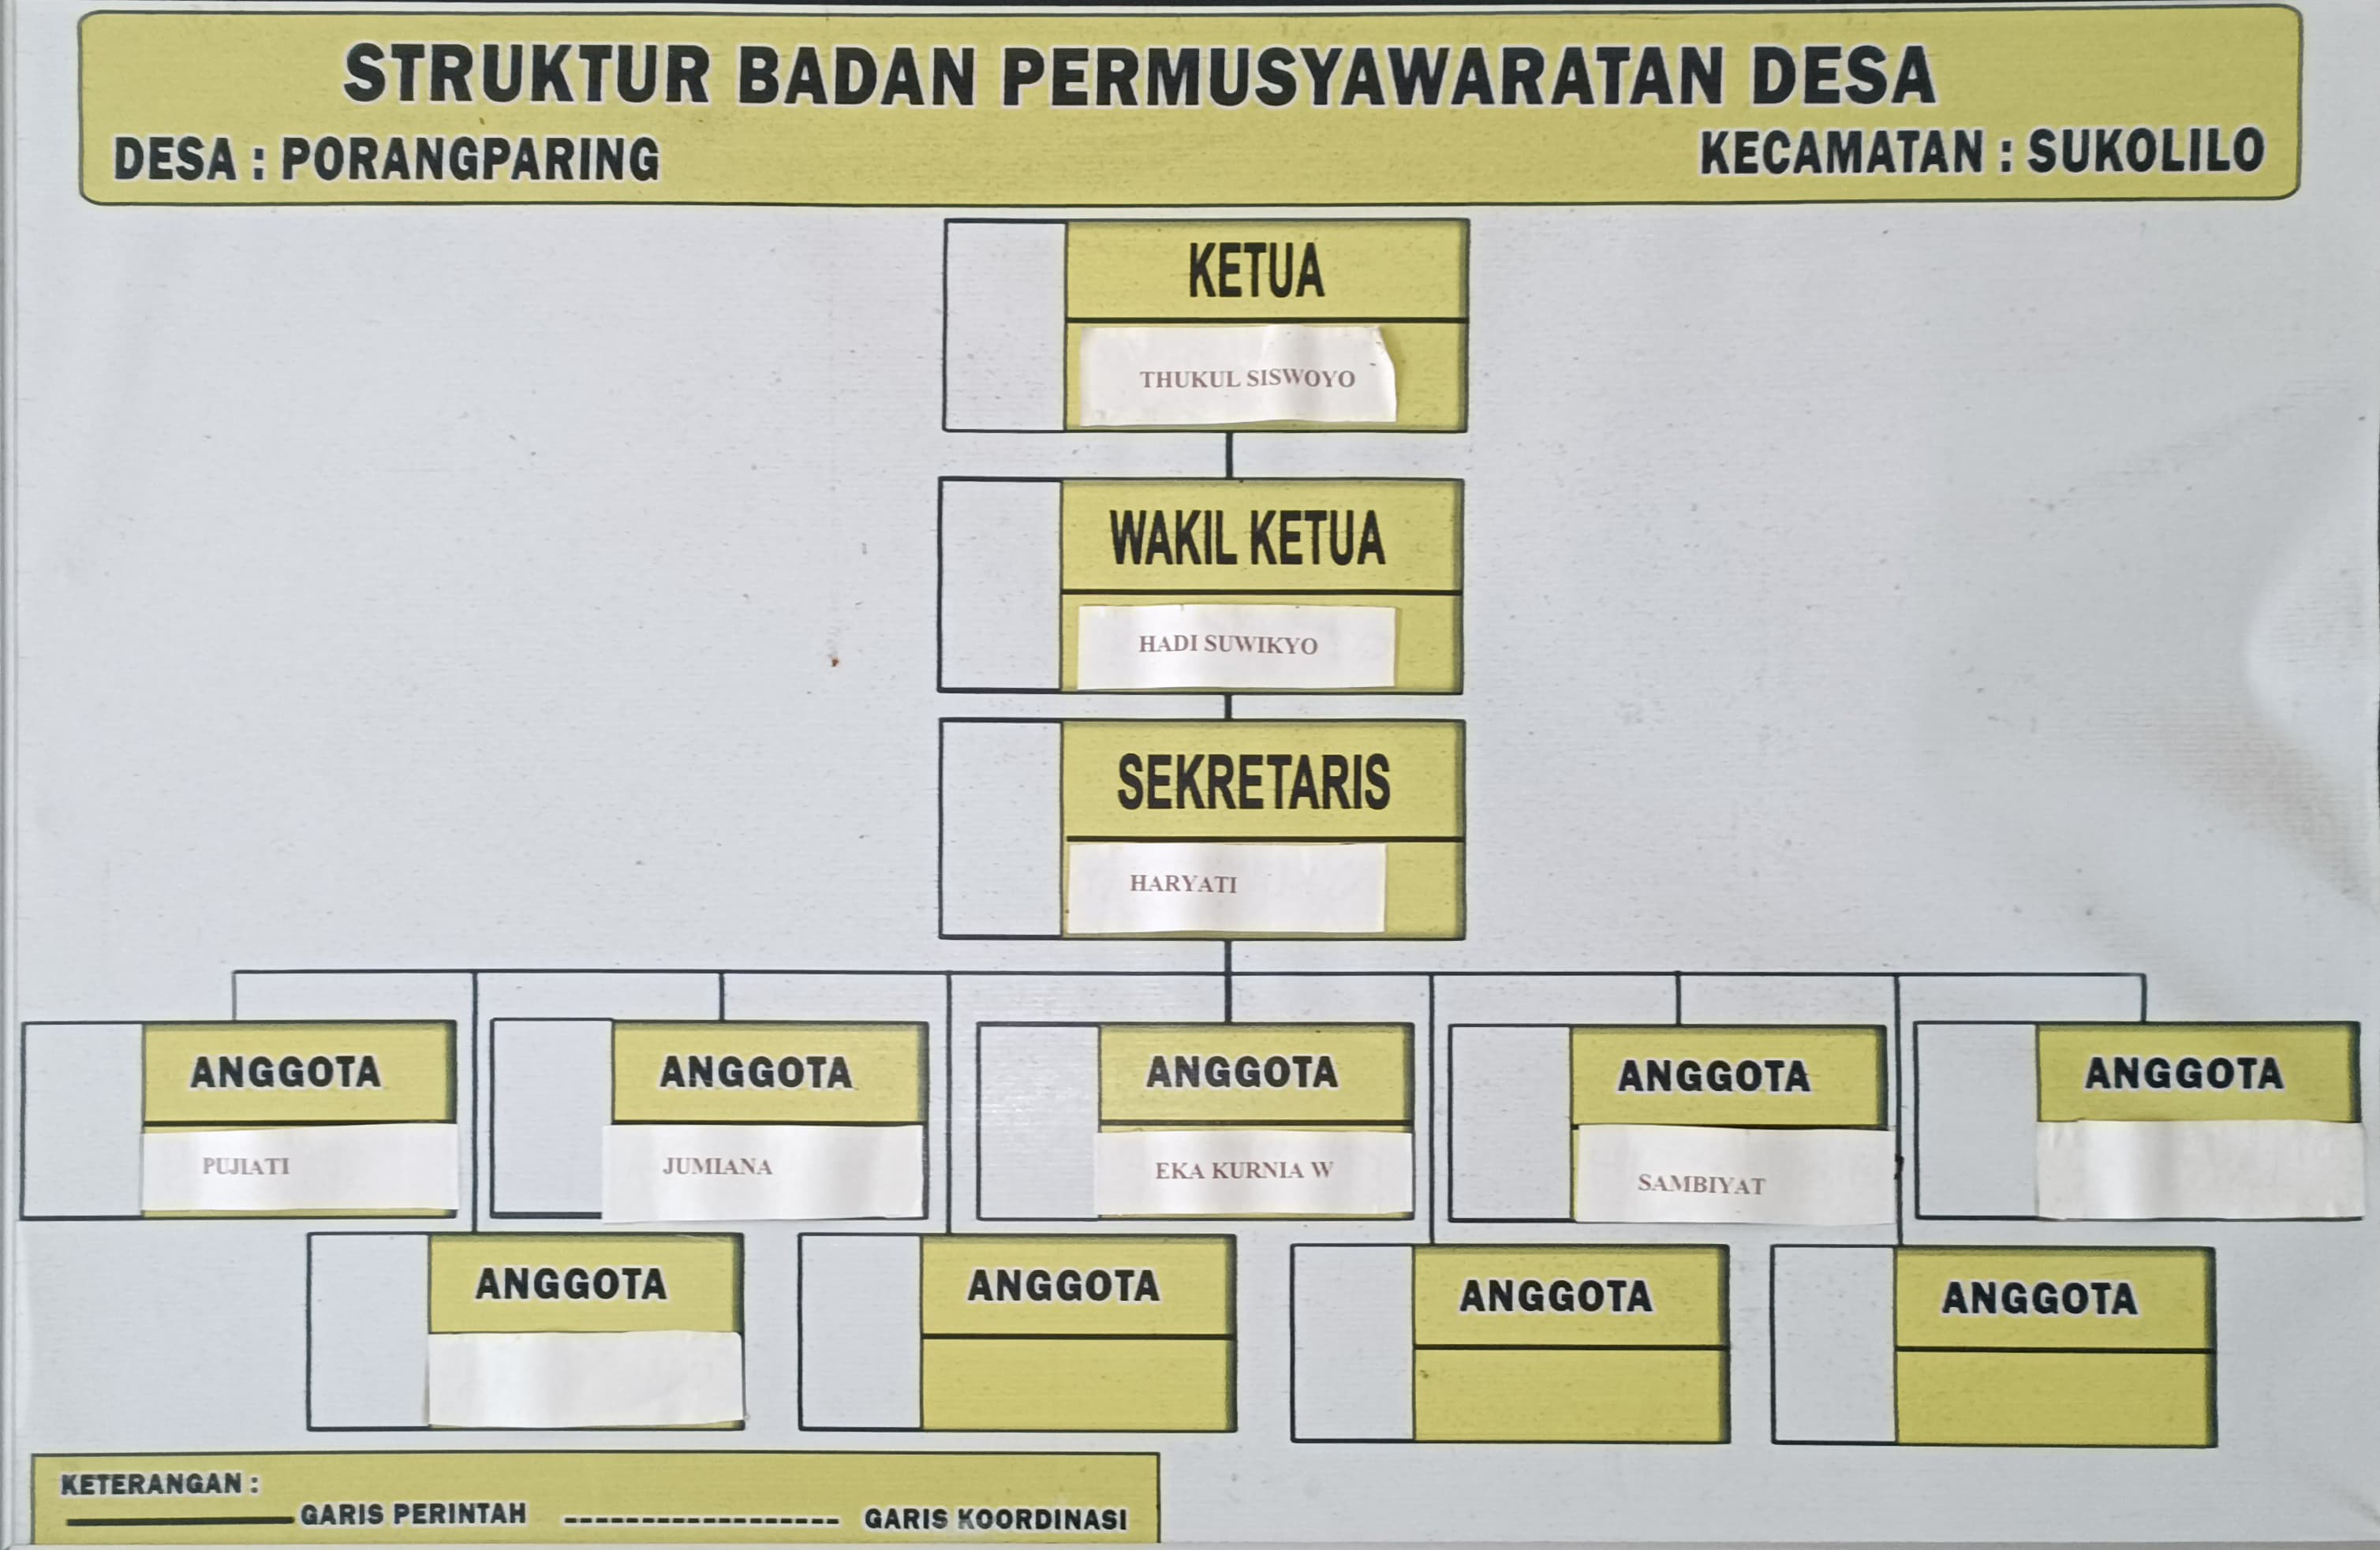 STRUKTUR BADAN PERMUSYAWARATAN DESA
DESA : PORANGPARING
KECAMATAN : SUKOLILO
KETUA
THUKUL SISWOYO
WAKIL KETUA
HADI SUWIKYO
SEKRETARIS
HARYATI
ANGGOTA
PUJIATI
ANGGOTA
JUMIANA
ANGGOTA
EKA KURNIA W
ANGGOTA
SAMBIYAT
ANGGOTA
ANGGOTA
ANGGOTA
ANGGOTA
ANGGOTA
KETERANGAN :
GARIS PERINTAH
GARIS KOORDINASI